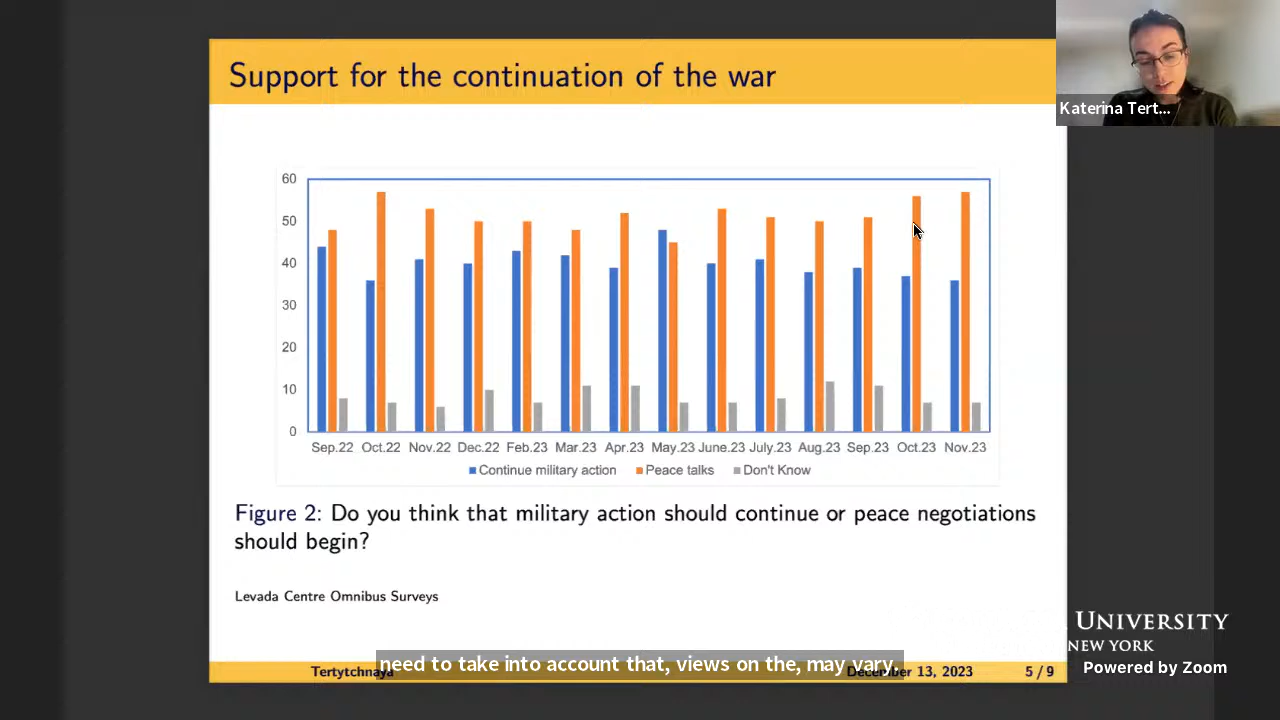 Support for the continuation of the war
Katerina Tert...
60
50
40
30
20
10
0
Sep.22 Oct.22 Nov.22 Dec.22 Feb.23 Mar.23 Apr.23 May.23 June.23 July.23 Aug.23 Sep.23 Oct.23 Nov.23
Continue military action Peace talks Don't Know
Figure 2: Do you think that military action should continue or peace negotiations
should begin?
Levada Centre Omnibus Surveys
UNIVERSITY
NEW YORK
Powered by Zoom
need to take into account that, views on the, may vary.
Tertytchnaya December 13, 2023 5 / 9